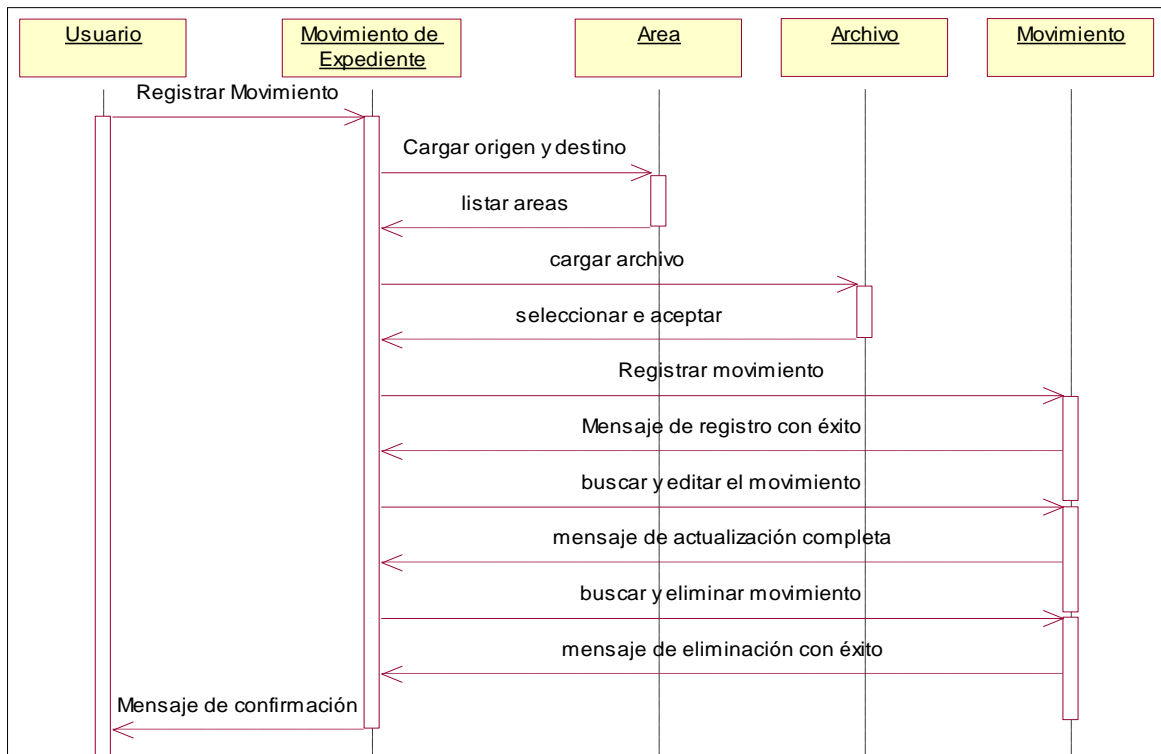 Usuario
Movimiento de
Expediente
Area
Archivo
Movimiento
Registrar Movimiento
Cargar origen y destino
listar areas
cargar archivo
seleccionar e aceptar
Registrar movimiento
Mensaje de registro con éxito
buscar y editar el movimiento
mensaje de actualización completa
buscar y eliminar movimiento
mensaje de eliminación con éxito
Mensaje de confirmación